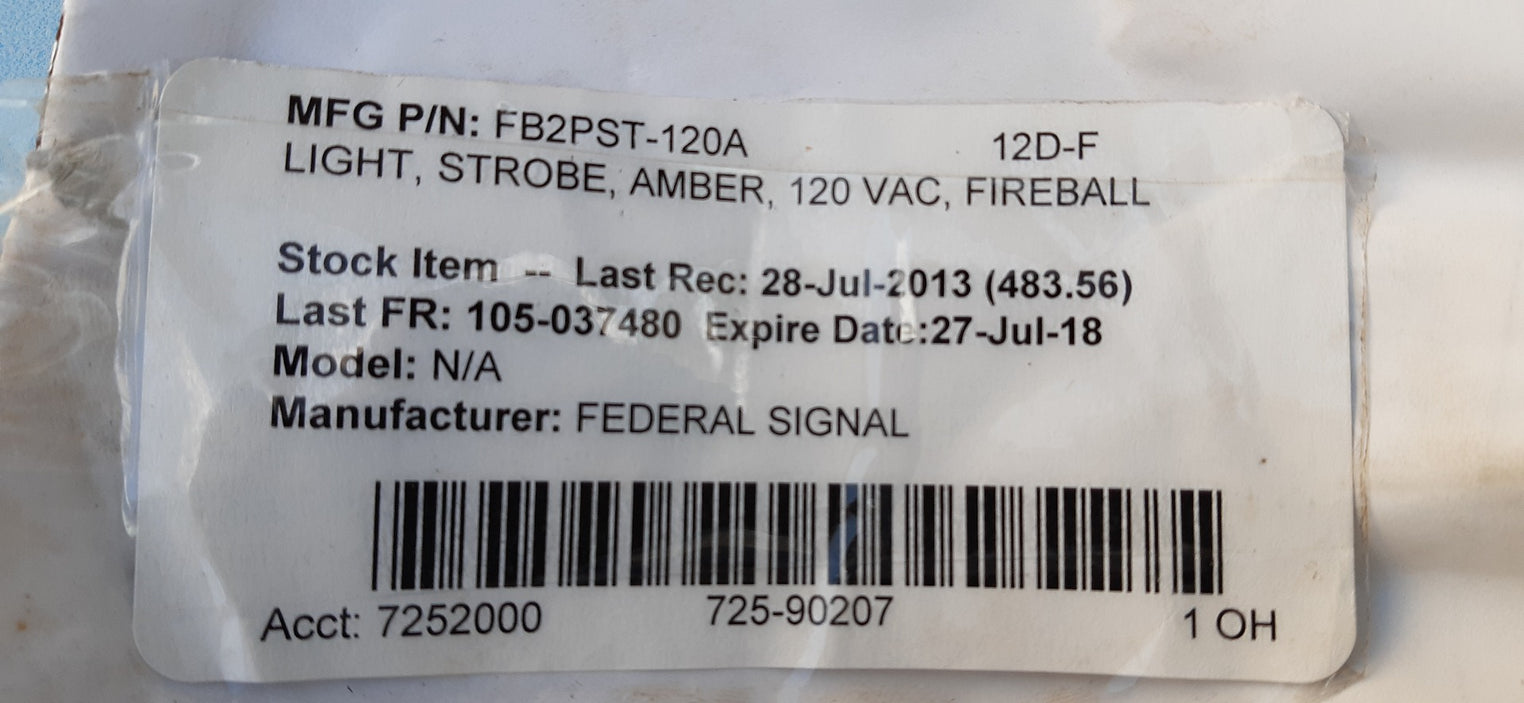 MFG P/N: FB2PST-120A 12D-F
LIGHT, STROBE, AMBER, 120 VAC, FIREBALL
Stock Item -- Last Rec: 28-Jul-2013 (483.56)
Last FR: 105-037480 Expire Date:27-Jul-18
Model: N/A
Manufacturer: FEDERAL SIGNAL
Acct: 7252000 725-90207 1 OH